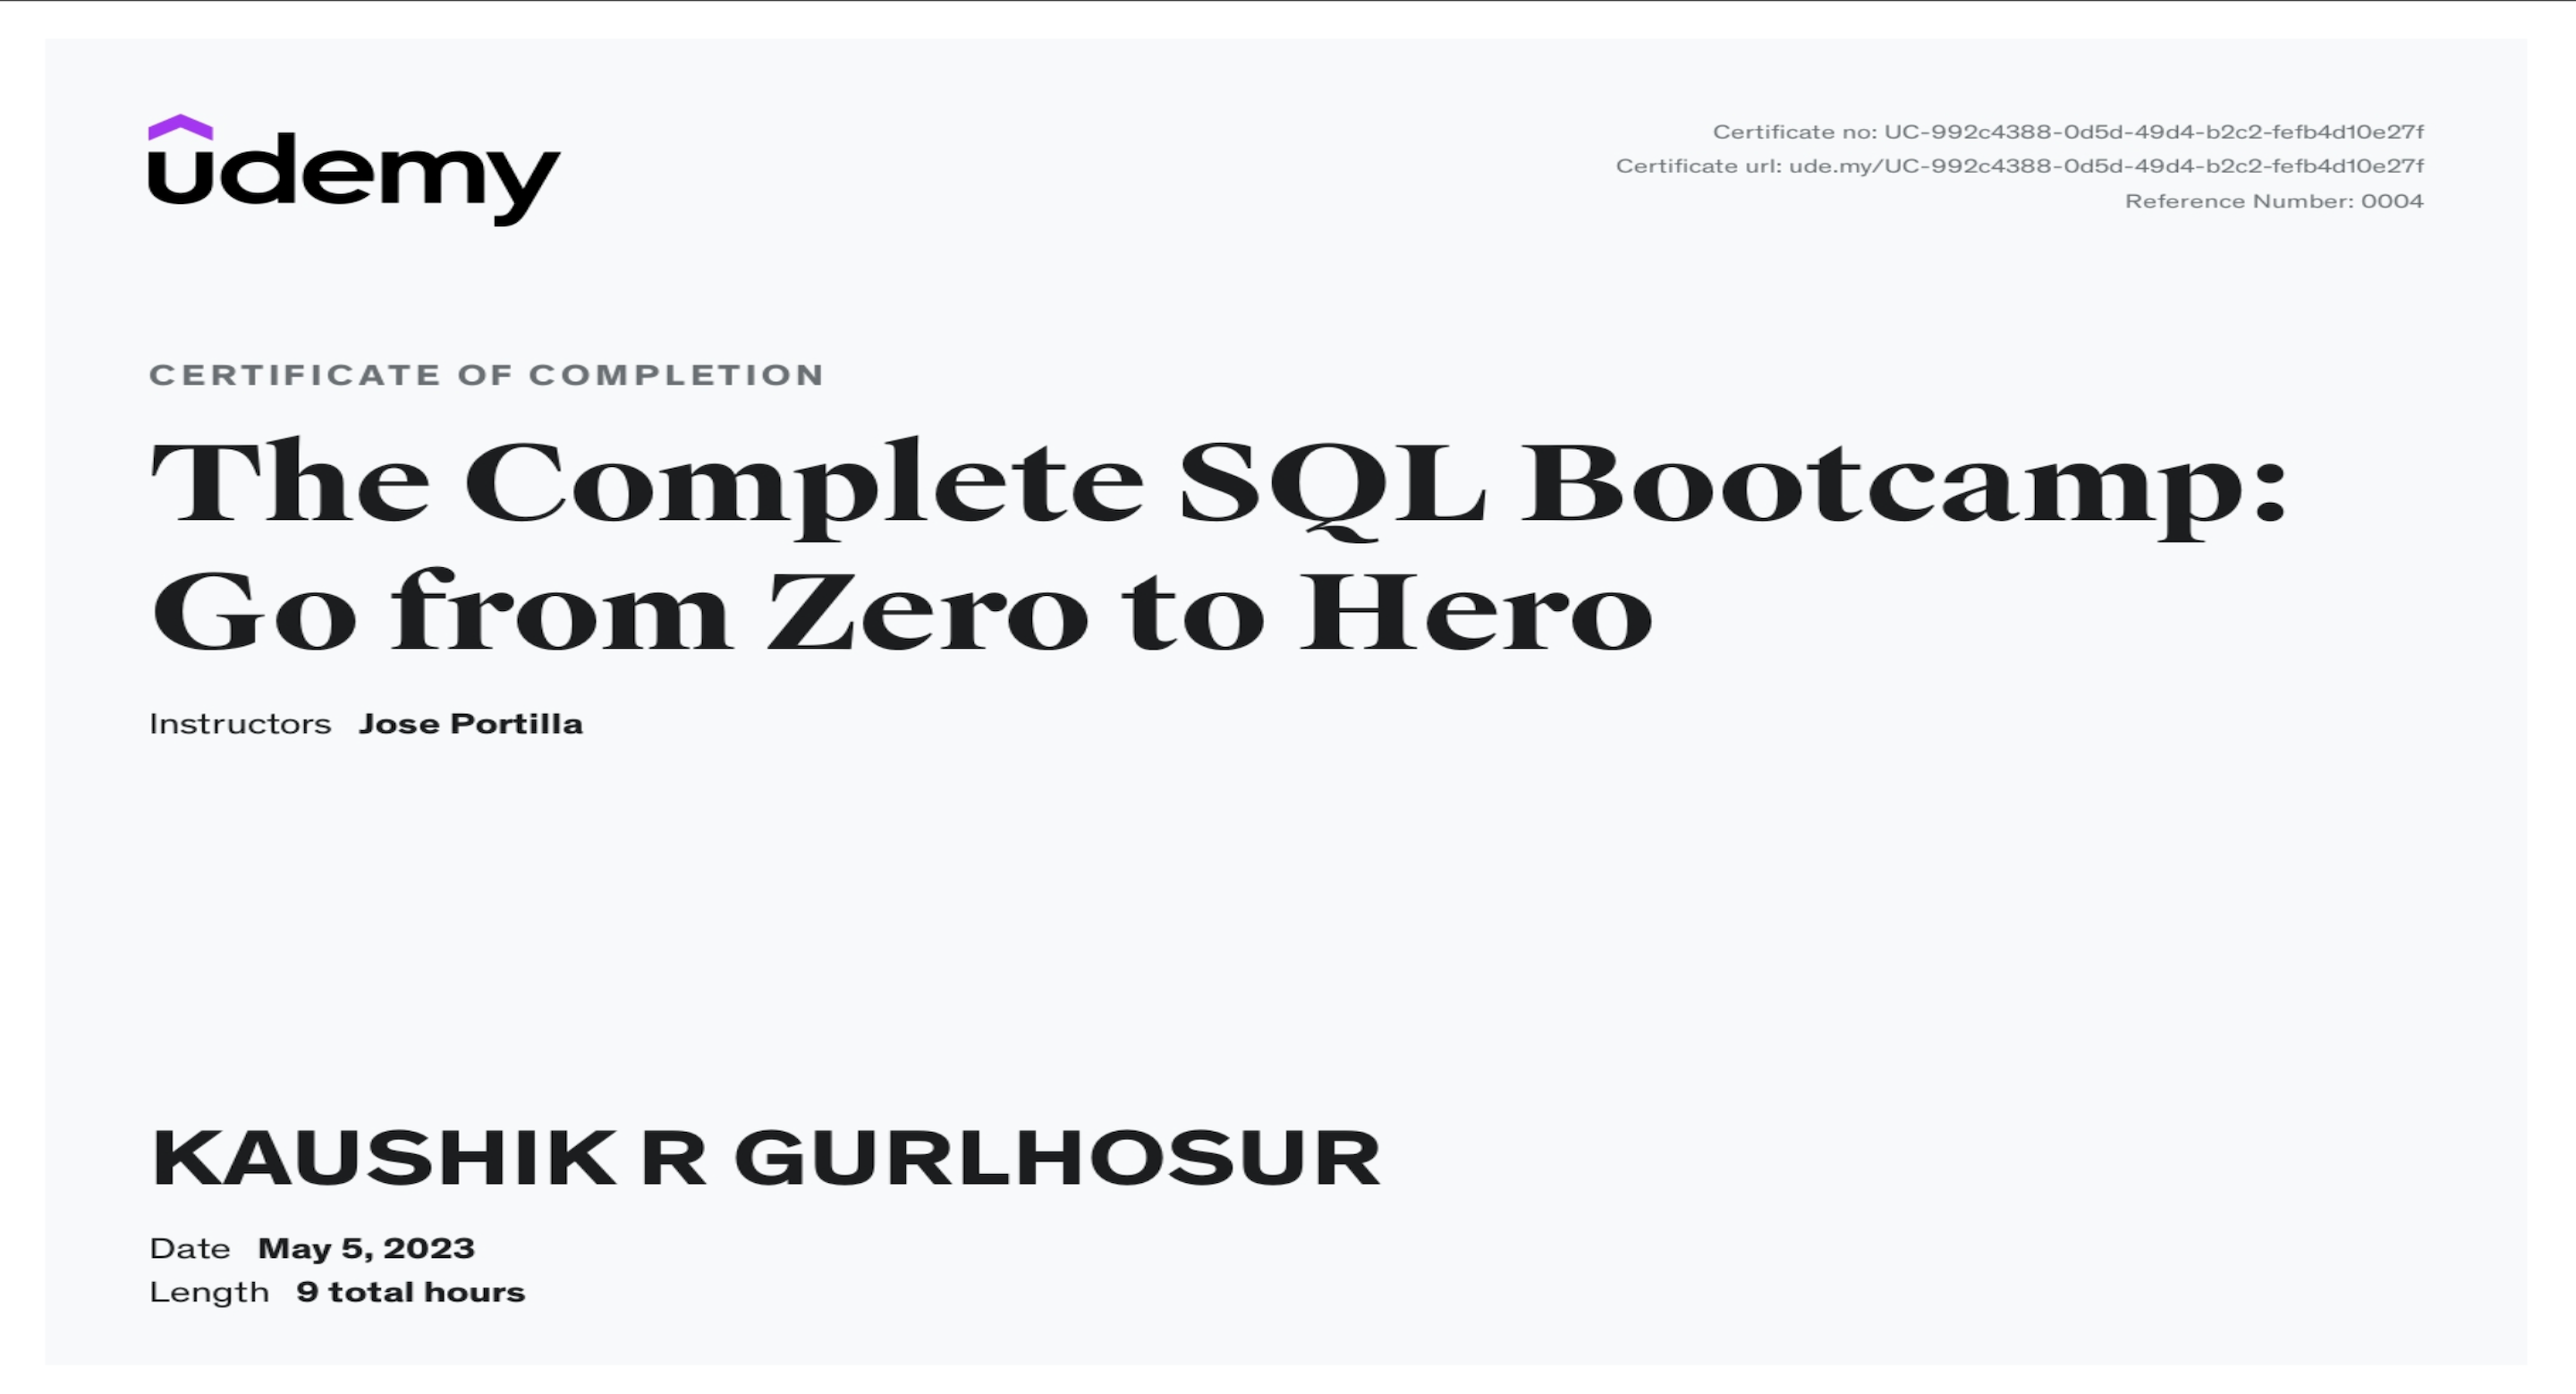 udemy
Certificate no: UC-992c4388-0d5d-49d4-b2c2-fefb4d10e27f
Certificate url: ude.my/UC-992c4388-0d5d-49d4-b2c2-fefb4d10e27f
Reference Number: 0004
CERTIFICATE OF COMPLETION
The Complete SQL Bootcamp:
Go from Zero to Hero
Instructors Jose Portilla
KAUSHIK R GURLHOSUR
Date May 5, 2023
Length 9 total hours